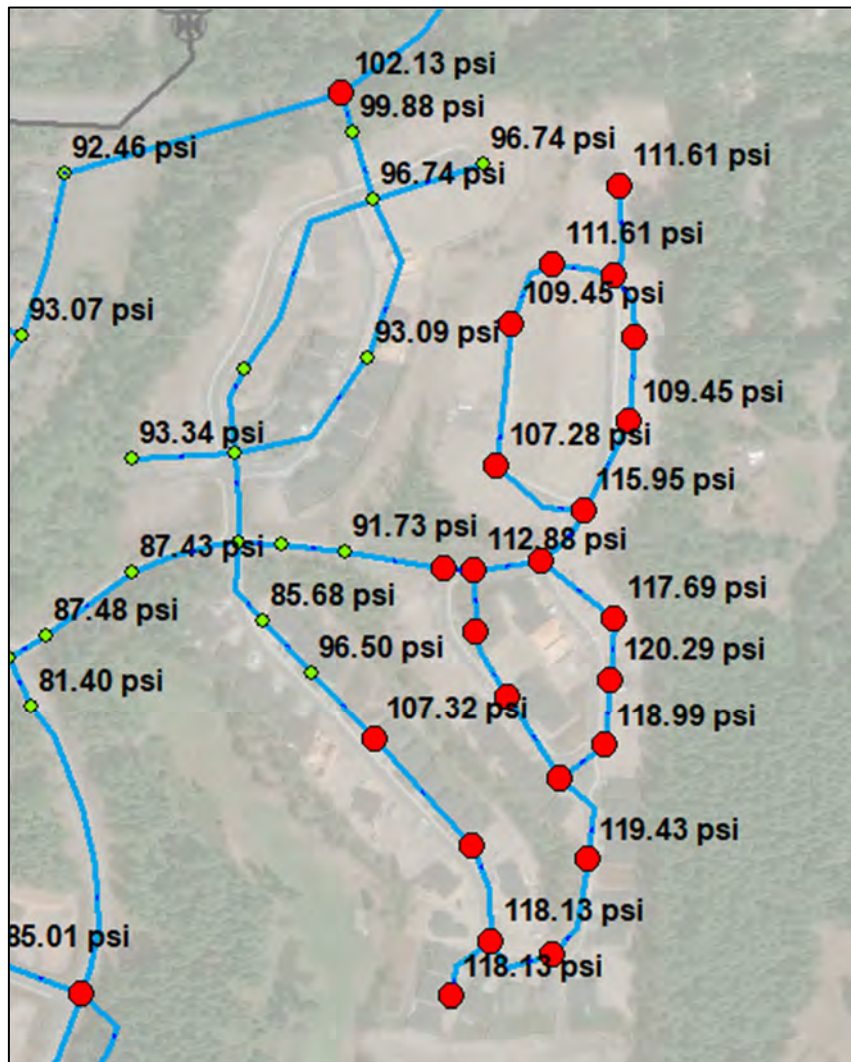 102.13 psi
99.88 psi
92.46 psi
96.74 psi
96.74 psi
111.61 psi
111.61 psi
109.45 psi
93.07 psi
93.09 psi
109.45 psi
93.34 psi
107.28 psi
115.95 psi
91.73 psi
112.88 psi
87.43 psi
117.69 psi
87.48 psi
85.68 psi
120.29 psi
96.50 psi
81.40 psi
107.32 psi
118.99 psi
119.43 psi
118.13 psi
85.01 psi
118.13 psi